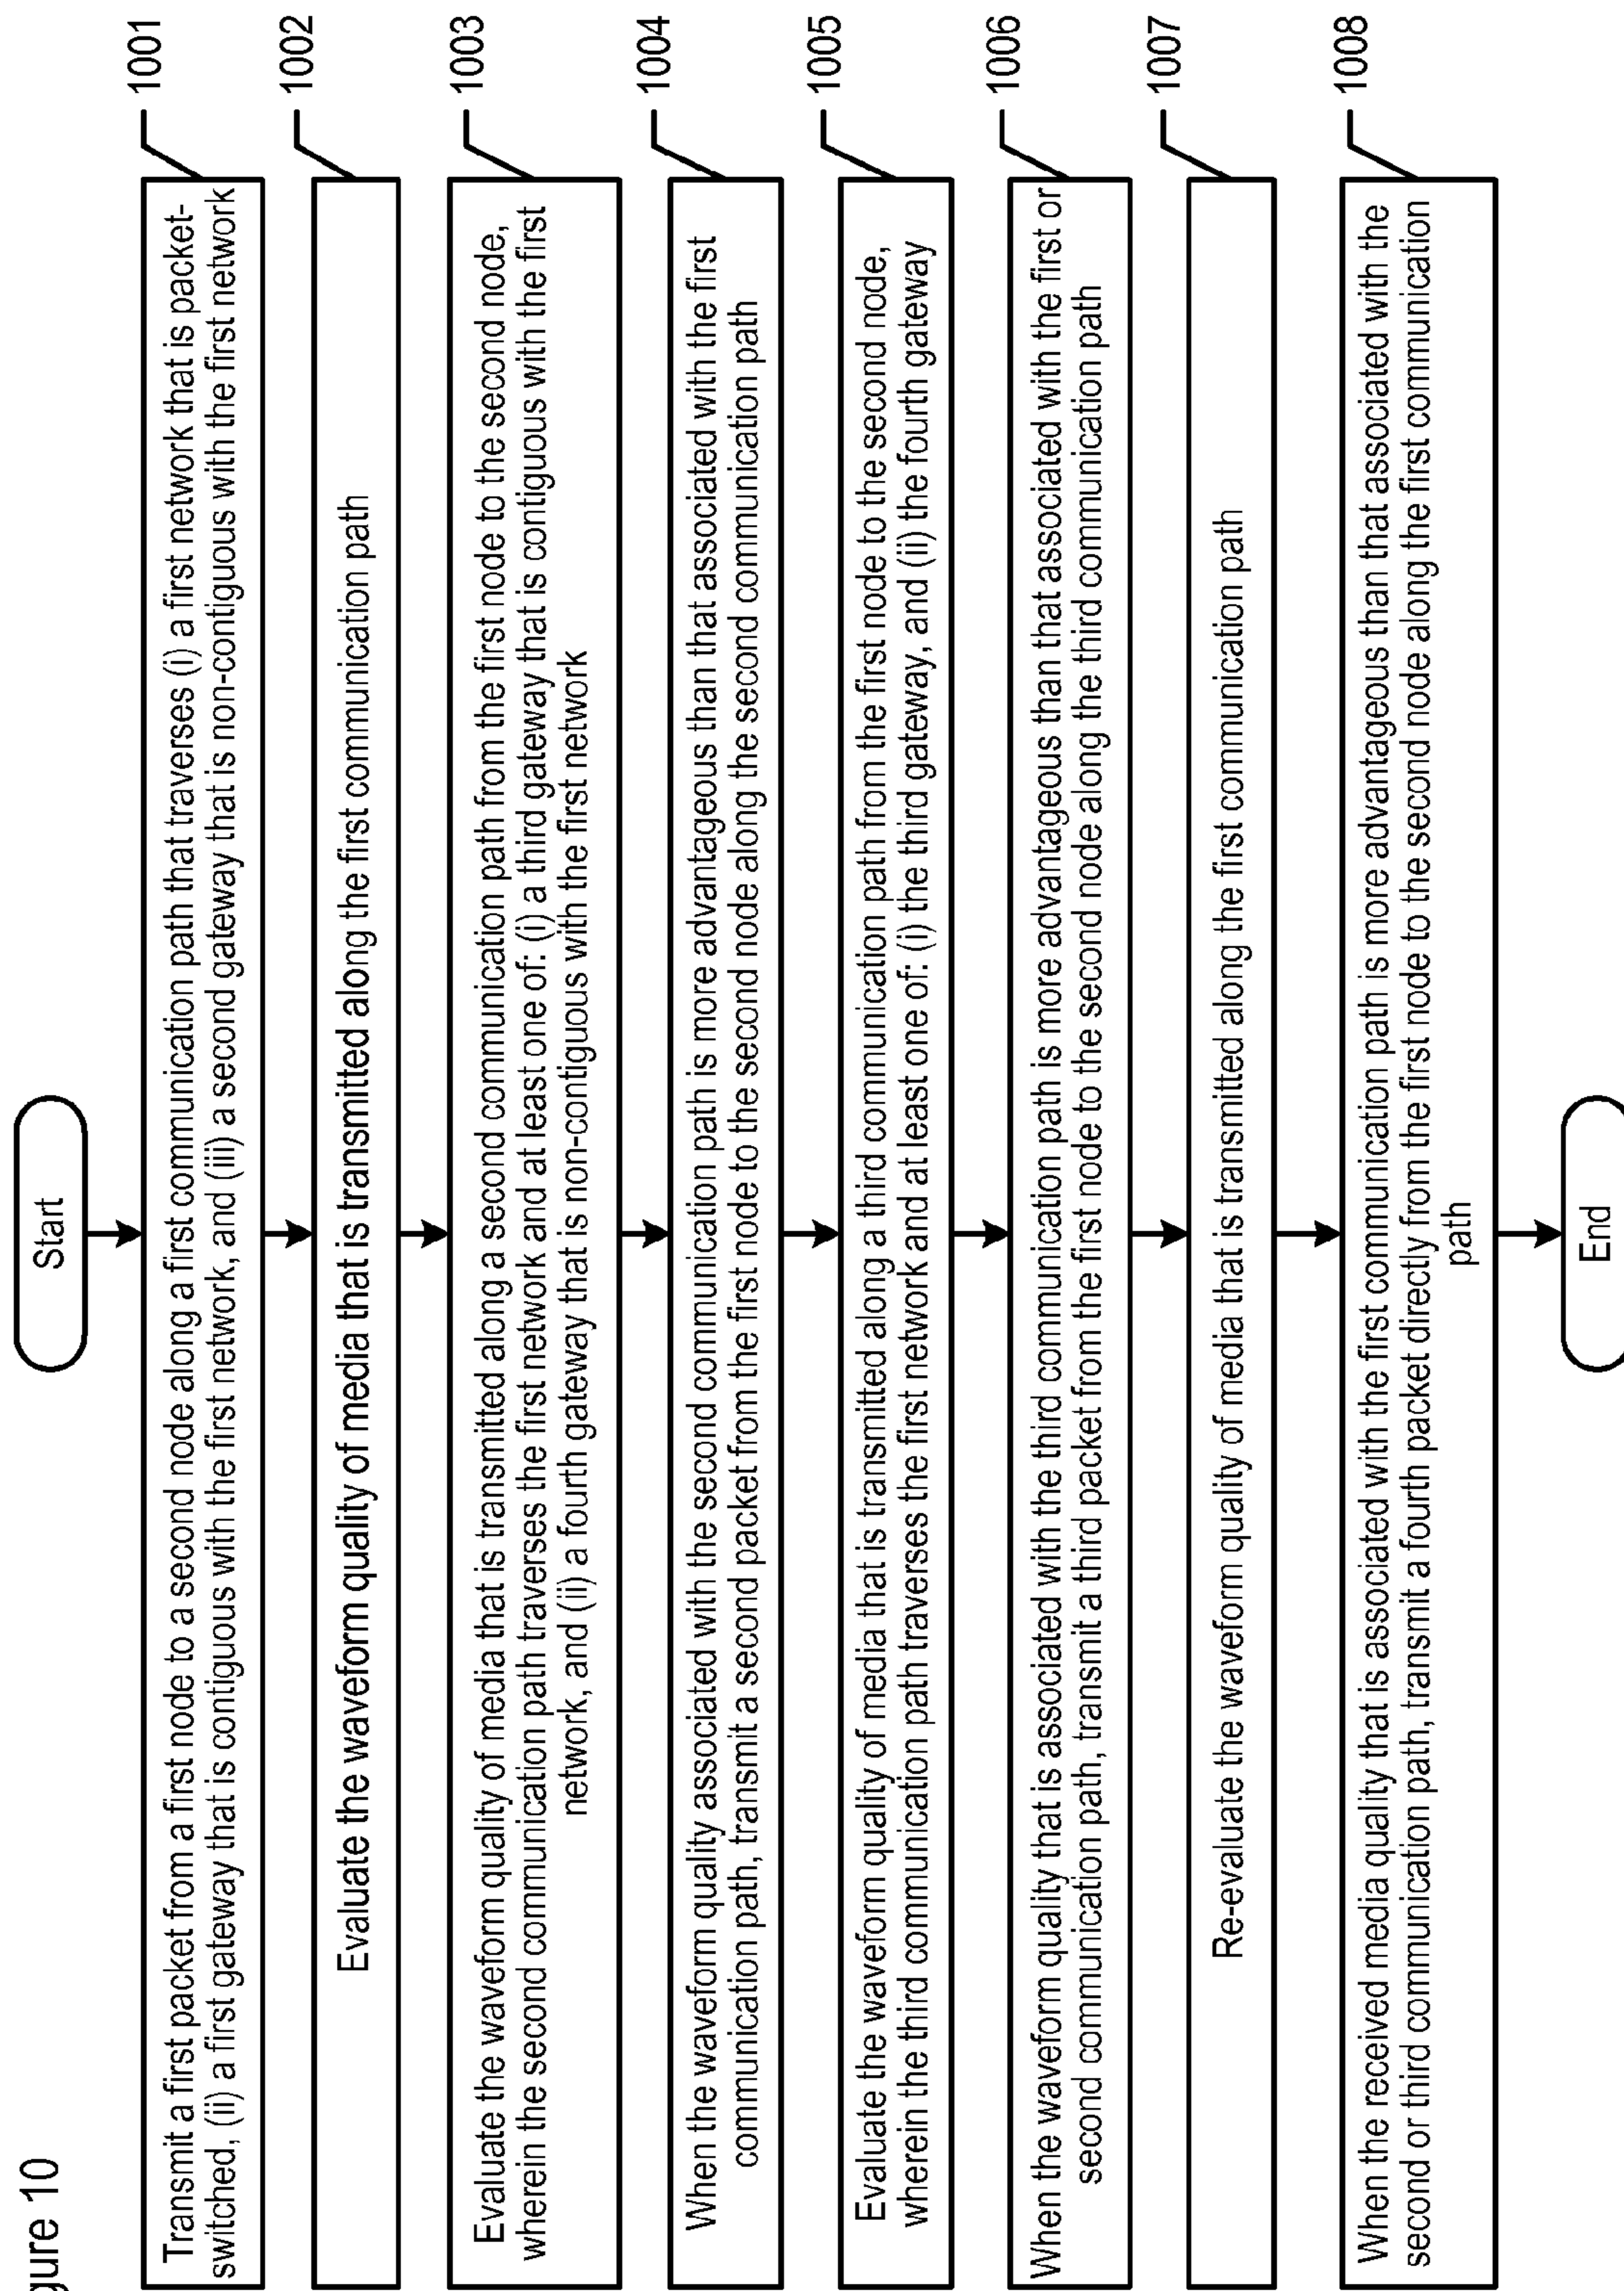 gure 10
Start
Transmit a first packet from a first node to a second node along a first communication path that traverses (i) a first network that is packet-
switched, (ii) a first gateway that is contiguous with the first network, and (iii) a second gateway that is non-contiguous with the first network
1001
Evaluate the waveform quality of media that is transmitted along the first communication path
1002
Evaluate the waveform quality of media that is transmitted along a second communication path from the first node to the second node,
wherein the second communication path traverses the first network and at least one of: (i) a third gateway that is contiguous with the first
network, and (ii) a fourth gateway that is non-contiguous with the first network
1003
When the waveform quality associated with the second communication path is more advantageous than that associated with the first
communication path, transmit a second packet from the first node to the second node along the second communication path
1004
Evaluate the waveform quality of media that is transmitted along a third communication path from the first node to the second node,
wherein the third communication path traverses the first network and at least one of: (i) the third gateway, and (ii) the fourth gateway
1005
When the waveform quality that is associated with the third communication path is more advantageous than that associated with the first or
second communication path, transmit a third packet from the first node to the second node along the third communication path
1006
Re-evaluate the waveform quality of media that is transmitted along the first communication path
1007
When the received media quality that is associated with the first communication path is more advantageous than that associated with the
second or third communication path, transmit a fourth packet directly from the first node to the second node along the first communication
path
1008
End